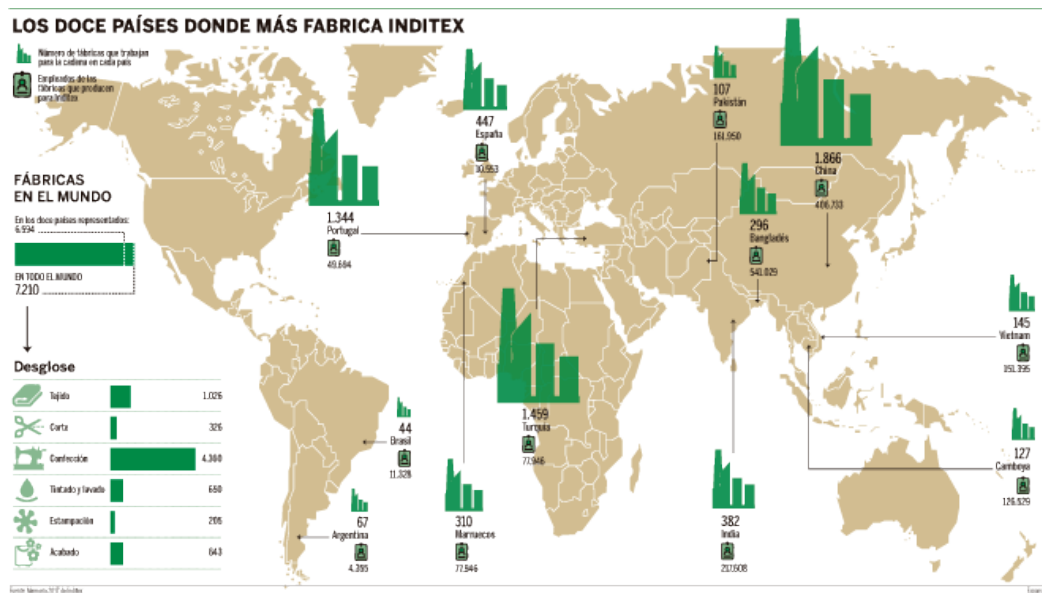 LOS DOCE PAÍSES DONDE MÁS FABRICA INDITEX
Número de fábricas que trabajan
para la cadena en cada país
Empleados de las
fábricas que producen
para Inditex
FÁBRICAS
EN EL MUNDO
En los doce países representados:
6.594
EN TODO EL MUNDO
7.210
Desglose
Tejido
1.026
Corte
326
Confección
4.360
Tintado y lavado
650
Estampación
205
Acabado
643
1.344
Portugal
49.684
447
España
10.553
107
Pakistán
161.950
1.866
China
406.733
296
Bangladés
541.029
145
Vietnam
151.395
127
Camboya
126.529
1.459
Turquía
77.946
44
Brasil
11.328
67
Argentina
4.395
310
Marruecos
77.946
382
India
217.608